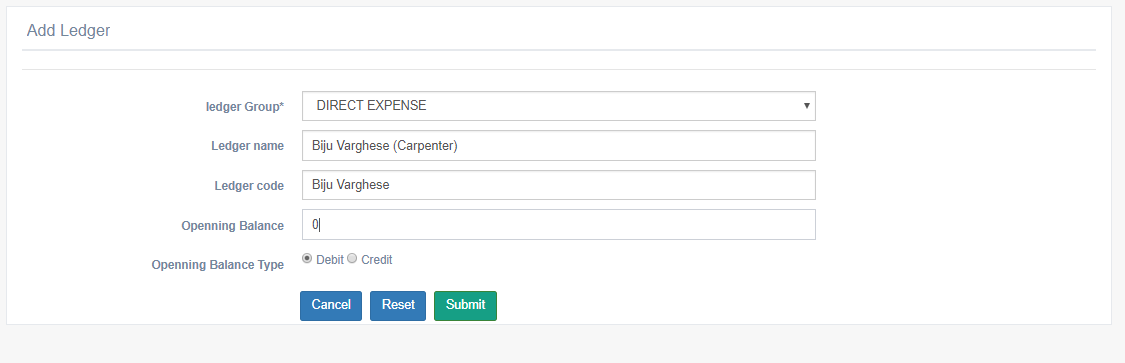 Add Ledger
ledger Group* DIRECT EXPENSE
Ledger name Biju Varghese (Carpenter)
Ledger code Biju Varghese
Openning Balance 0
Openning Balance Type Debit Credit
Cancel Reset Submit